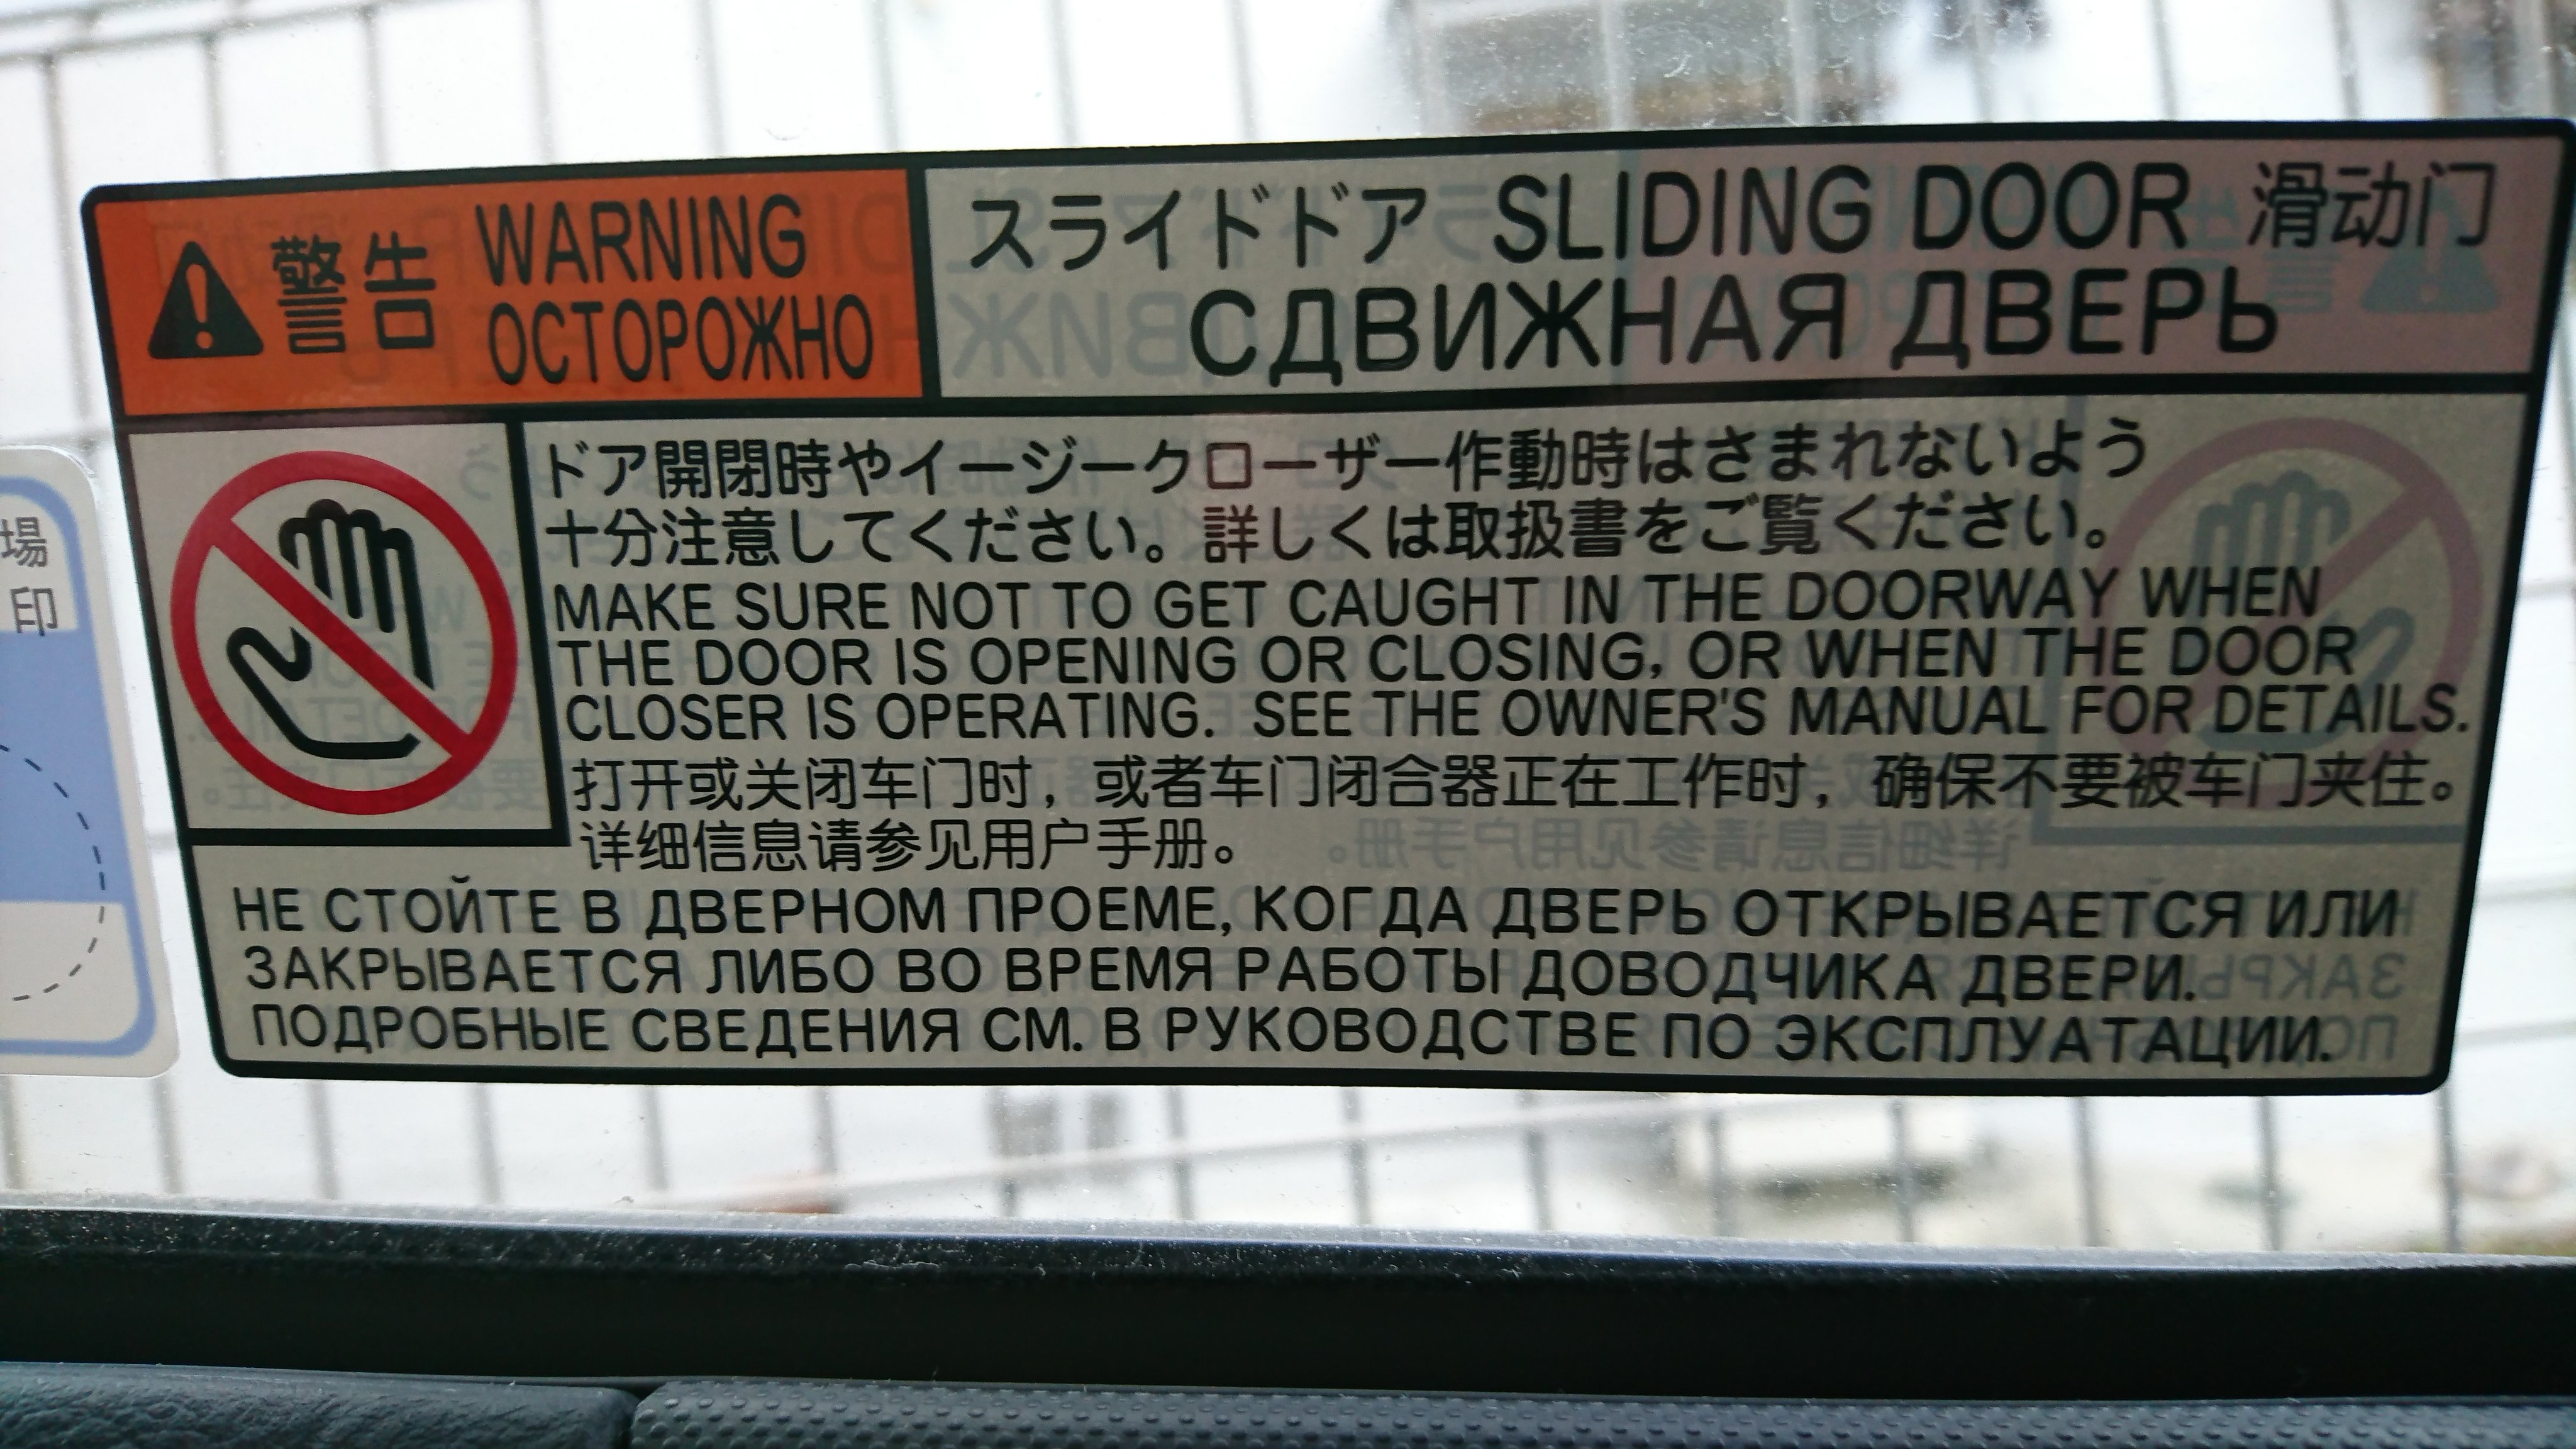 警告 WARNING
ОСТОРОЖНО
スライドドア SLIDING DOOR 滑动门
СДВИЖНАЯ ДВЕРЬ
ドア開閉時やイージークローザー作動時はさまれないよう
十分注意してください。詳しくは取扱書をご覧ください。
MAKE SURE NOT TO GET CAUGHT IN THE DOORWAY WHEN
THE DOOR IS OPENING OR CLOSING, OR WHEN THE DOOR
CLOSER IS OPERATING. SEE THE OWNER'S MANUAL FOR DETAILS.
打开或关闭车门时，或者车门闭合器正在工作时，确保不要被车门夹住。
详细信息请参见用户手册。
НЕ СТОЙТЕ В ДВЕРНОМ ПРОЕМЕ, КОГДА ДВЕРЬ ОТКРЫВАЕТСЯ ИЛИ
ЗАКРЫВАЕТСЯ ЛИБО ВО ВРЕМЯ РАБОТЫ ДОВОДЧИКА ДВЕРИ.
ПОДРОБНЫЕ СВЕДЕНИЯ СМ. В РУКОВОДСТВЕ ПО ЭКСПЛУАТАЦИИ.
場
印